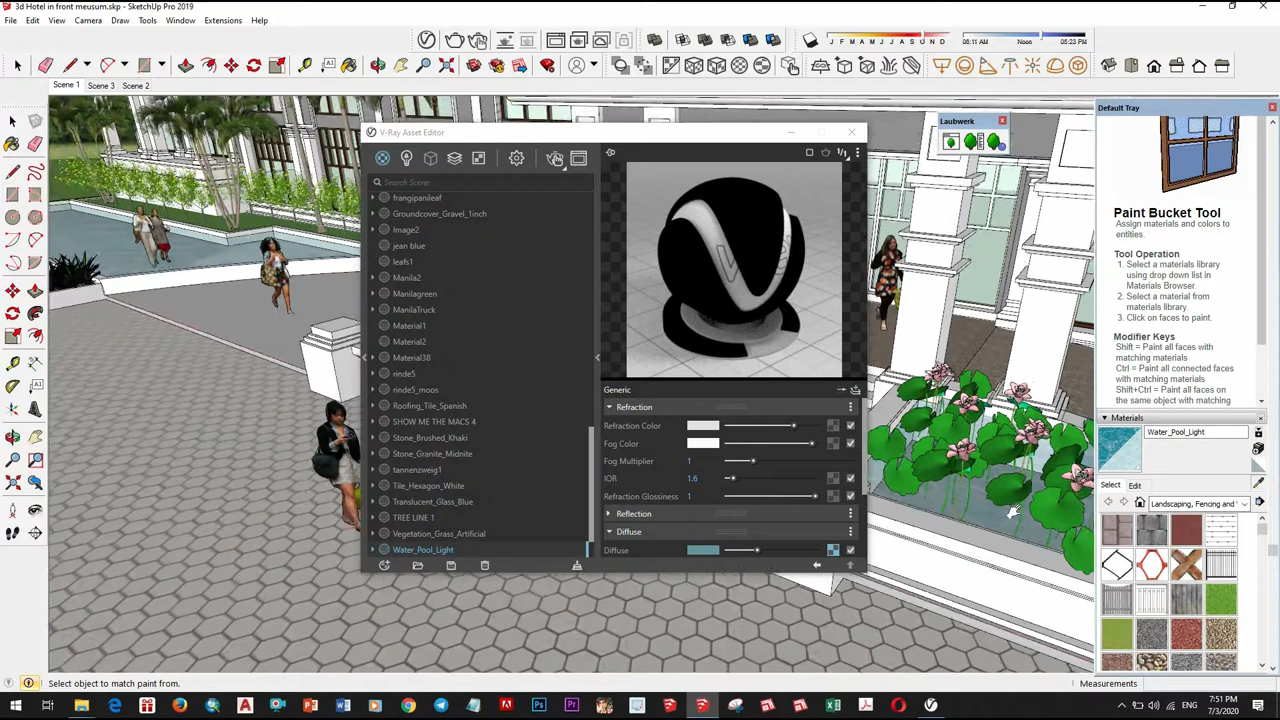 3d Hotel in front meusum.skp - SketchUp Pro 2019
File Edit View Camera Draw Tools Window Extensions Help
J F M A M J J A S O N D
06:11 AM Noon 05:23 PM
Scene 1 Scene 3 Scene 2
Default Tray
Laubwerk
V-Ray Asset Editor
1/1
Search Scene
frangipanileaf
Groundcover_Gravel_1inch
Image2
jean blue
leafs1
Manila2
Manilagreen
ManilaTruck
Material1
Material2
Material38
rinde5
rinde5_moos
Roofing_Tile_Spanish
SHOW ME THE MACS 4
Stone_Brushed_Khaki
Stone_Granite_Midnite
tannenzweig1
Tile_Hexagon_White
Translucent_Glass_Blue
TREE LINE 1
Vegetation_Grass_Artificial
Water_Pool_Light
Generic
Refraction
Refraction Color
Fog Color
Fog Multiplier 1
IOR 1.6
Refraction Glossiness 1
Reflection
Diffuse
Diffuse
Paint Bucket Tool
Assign materials and colors to
entities.
Tool Operation
1. Select a materials library
using drop down list in
Materials Browser.
2. Select a material from
materials library.
3. Click on faces to paint.
Modifier Keys
Shift = Paint all faces with
matching materials
Ctrl = Paint all connected faces
with matching materials
Shift+Ctrl = Paint all faces on
the same object with matching
Materials
Water_Pool_Light
Select Edit
Landscaping, Fencing and
Select object to match paint from.
Measurements
7:51 PM
7/3/2020